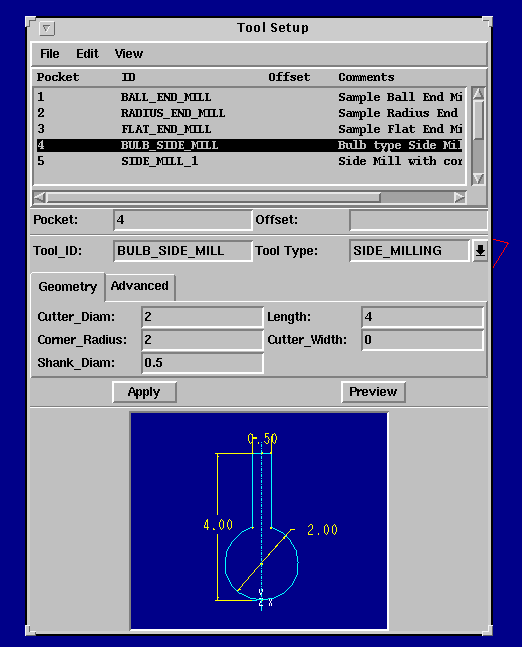 Tool Setup
File Edit View
Pocket ID Offset Comments
1 BALL_END_MILL Sample Ball End Mi
2 RADIUS_END_MILL Sample Radius End
3 FLAT_END_MILL Sample Flat End Mi
4 BULB_SIDE_MILL Bulb type Side Mil
5 SIDE_MILL_1 Side Mill with cor
Pocket: 4 Offset:
Tool_ID: BULB_SIDE_MILL Tool Type: SIDE_MILLING
Geometry Advanced
Cutter_Diam: 2 Length: 4
Corner_Radius: 2 Cutter_Width: 0
Shank_Diam: 0.5
Apply Preview
0.50
4.00 2.00
Y
Z X